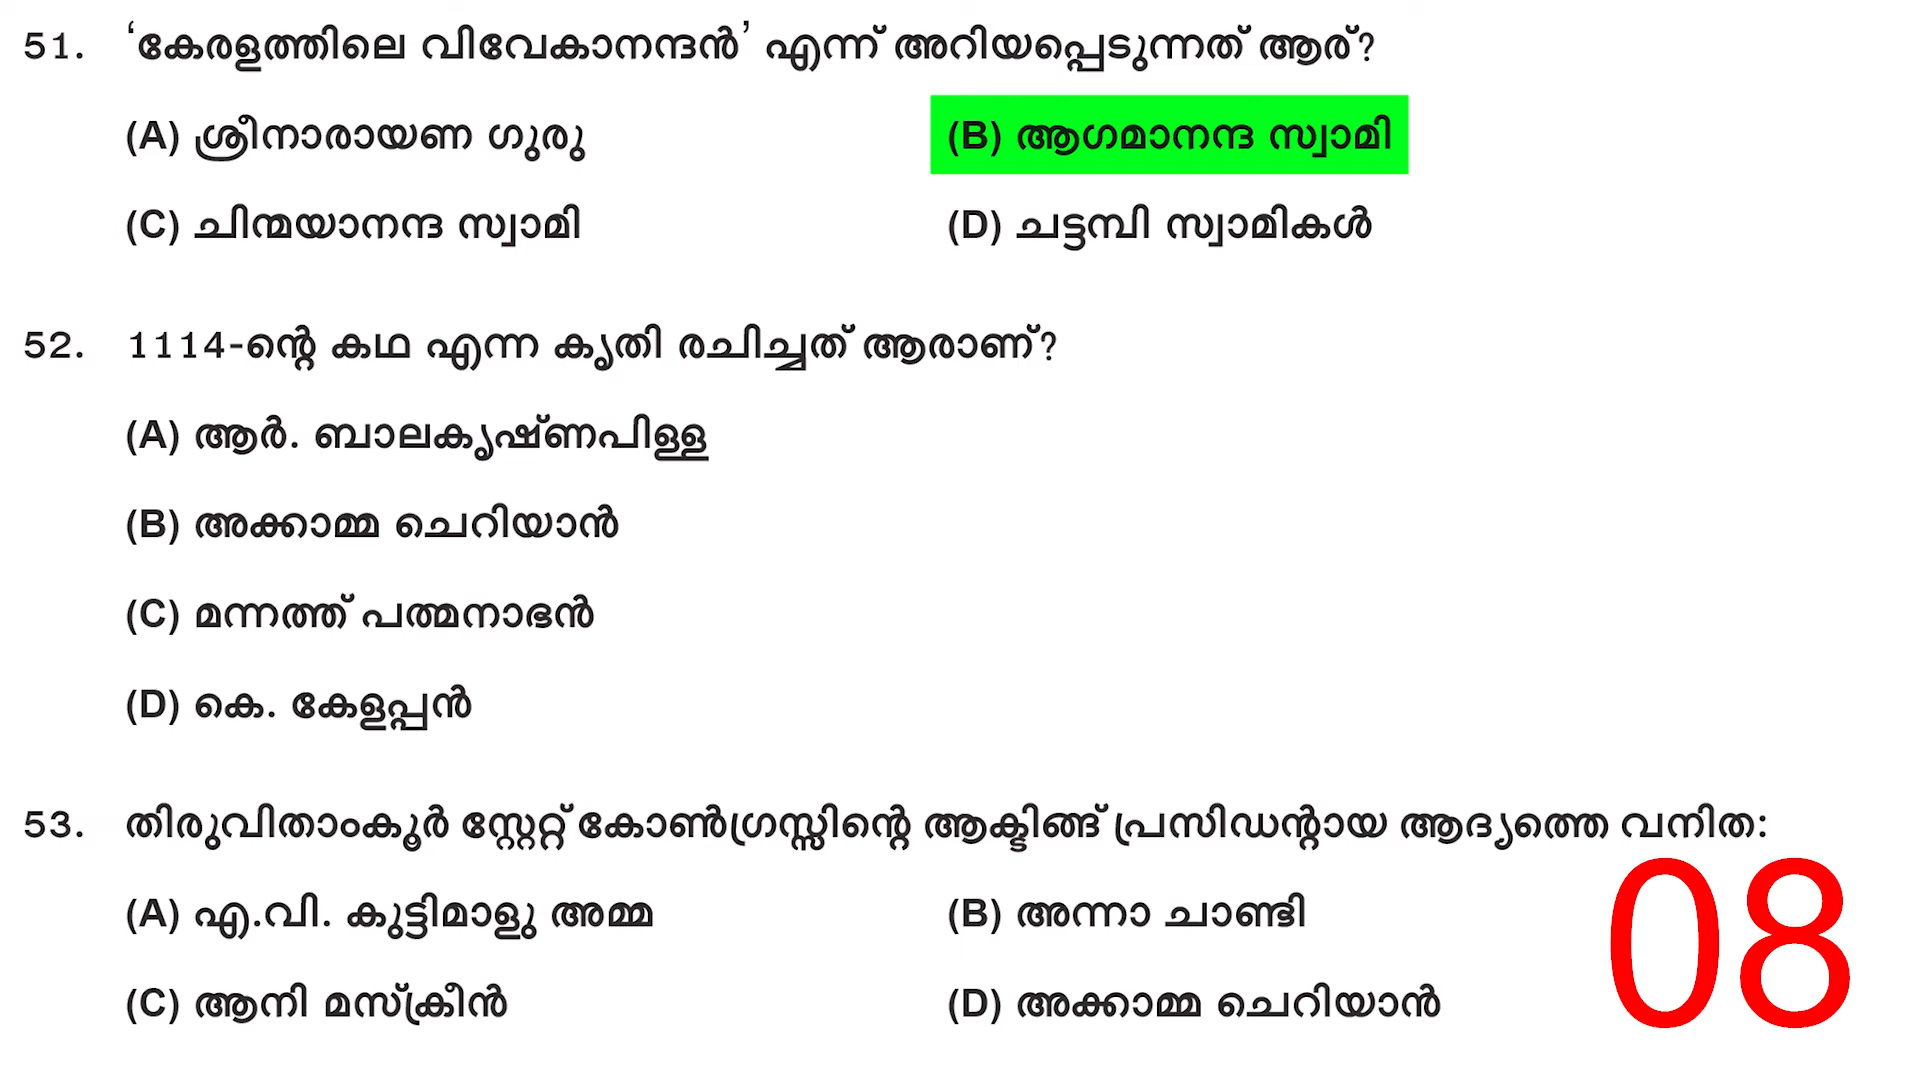 51. ‘കേരളത്തിലെ വിവേകാനന്ദൻ’ എന്ന് അറിയപ്പെടുന്നത് ആര്?
(A) ശ്രീനാരായണ ഗുരു (B) ആഗമാനന്ദ സ്വാമി
(C) ചിന്മയാനന്ദ സ്വാമി (D) ചട്ടമ്പി സ്വാമികൾ
52. 1114-ന്റെ കഥ എന്ന കൃതി രചിച്ചത് ആരാണ്?
(A) ആർ. ബാലകൃഷ്ണപിള്ള
(B) അക്കാമ്മ ചെറിയാൻ
(C) മന്നത്ത് പത്മനാഭൻ
(D) കെ. കേളപ്പൻ
53. തിരുവിതാംകൂർ സ്റ്റേറ്റ് കോൺഗ്രസ്സിന്റെ ആക്ടിങ്ങ് പ്രസിഡന്റായ ആദ്യത്തെ വനിത:
(A) എ.വി. കുട്ടിമാളു അമ്മ (B) അന്നാ ചാണ്ടി
(C) ആനി മസ്ക്രീൻ (D) അക്കാമ്മ ചെറിയാൻ
08